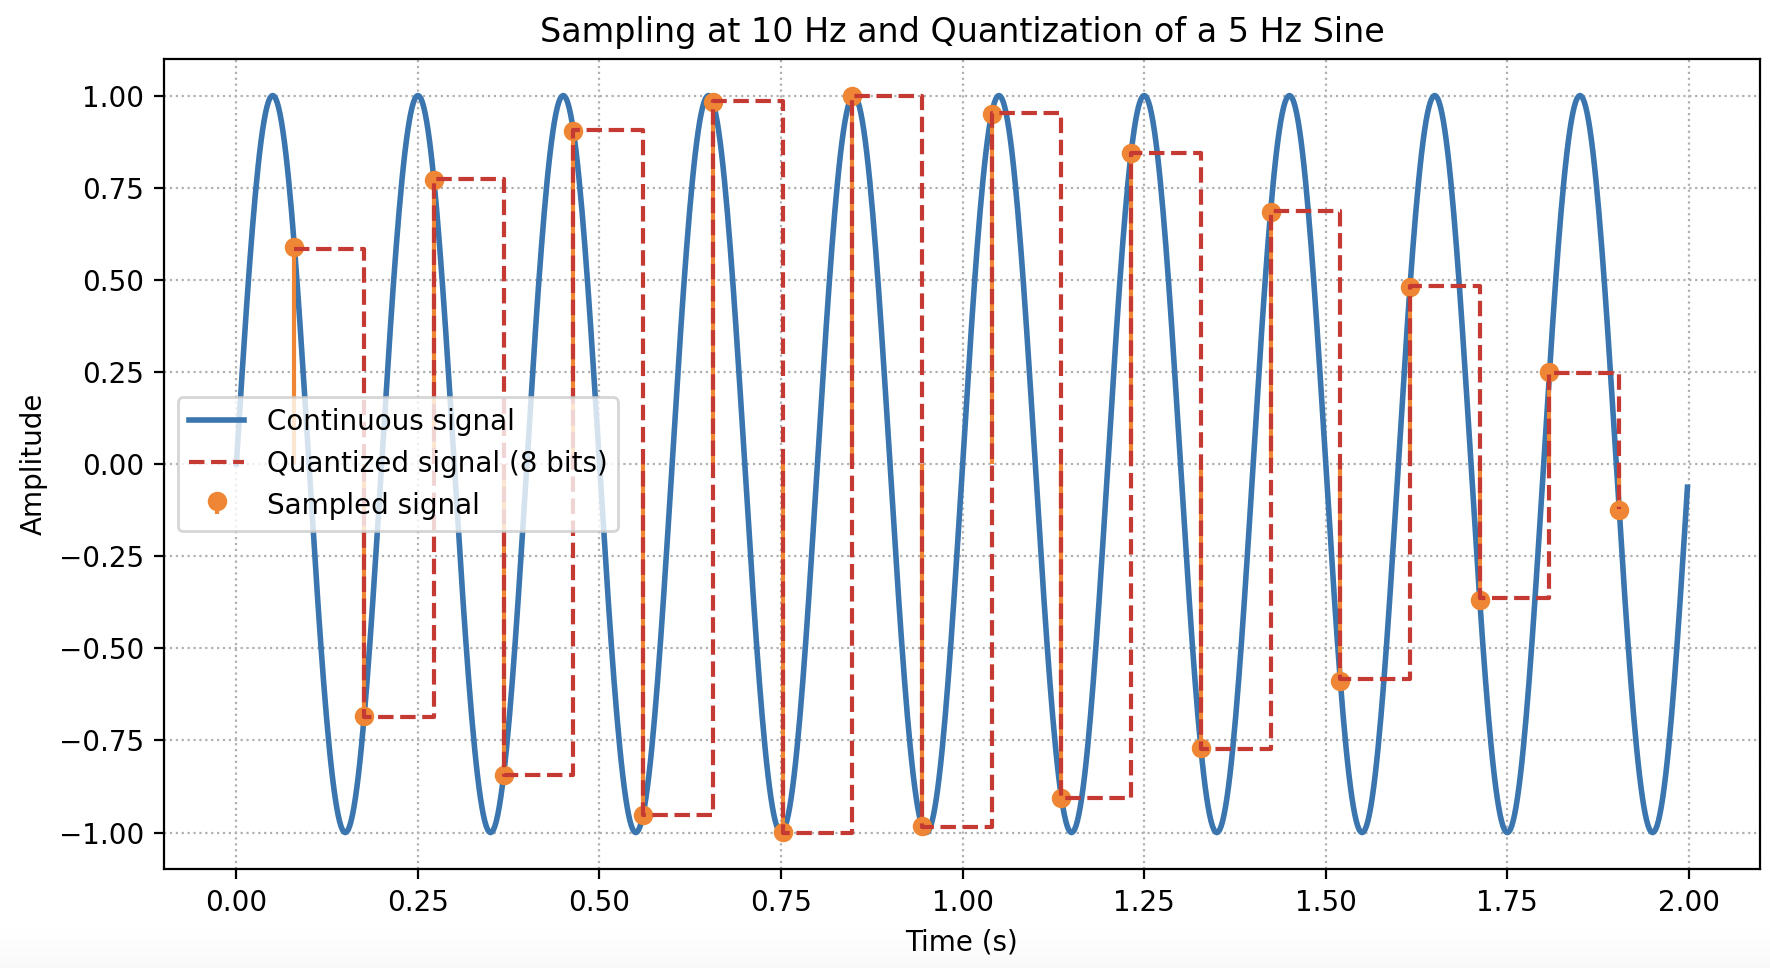 Sampling at 10 Hz and Quantization of a 5 Hz Sine
Amplitude
1.00
0.75
0.50
0.25
0.00
−0.25
−0.50
−0.75
−1.00
Continuous signal
Quantized signal (8 bits)
Sampled signal
0.00 0.25 0.50 0.75 1.00 1.25 1.50 1.75 2.00
Time (s)